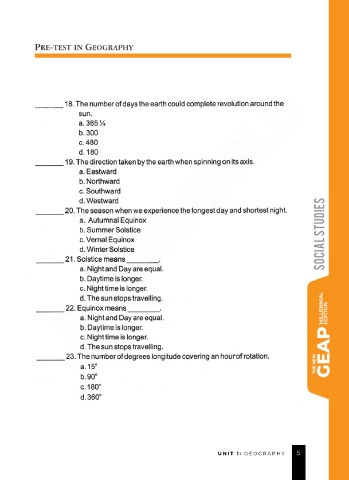 PRE-TEST IN GEOGRAPHY
________ 18. The number of days the earth could complete revolution around the
sun.
a. 365 ¼
b. 300
c. 480
d. 180
________ 19. The direction taken by the earth when spinning on its axis.
a. Eastward
b. Northward
c. Southward
d. Westward
________ 20. The season when we experience the longest day and shortest night.
a. Autumnal Equinox
b. Summer Solstice
c. Vernal Equinox
d. Winter Solstice
________ 21. Solstice means ________.
a. Night and Day are equal.
b. Daytime is longer.
c. Night time is longer.
d. The sun stops travelling.
________ 22. Equinox means ________.
a. Night and Day are equal.
b. Daytime is longer.
c. Night time is longer.
d. The sun stops travelling.
________ 23. The number of degrees longitude covering an hour of rotation.
a. 15°
b. 90°
c. 180°
d. 360°
SOCIAL STUDIES
THE NEW
GEAP
MILLENNIAL
EDITION
UNIT 1: GEOGRAPHY 5